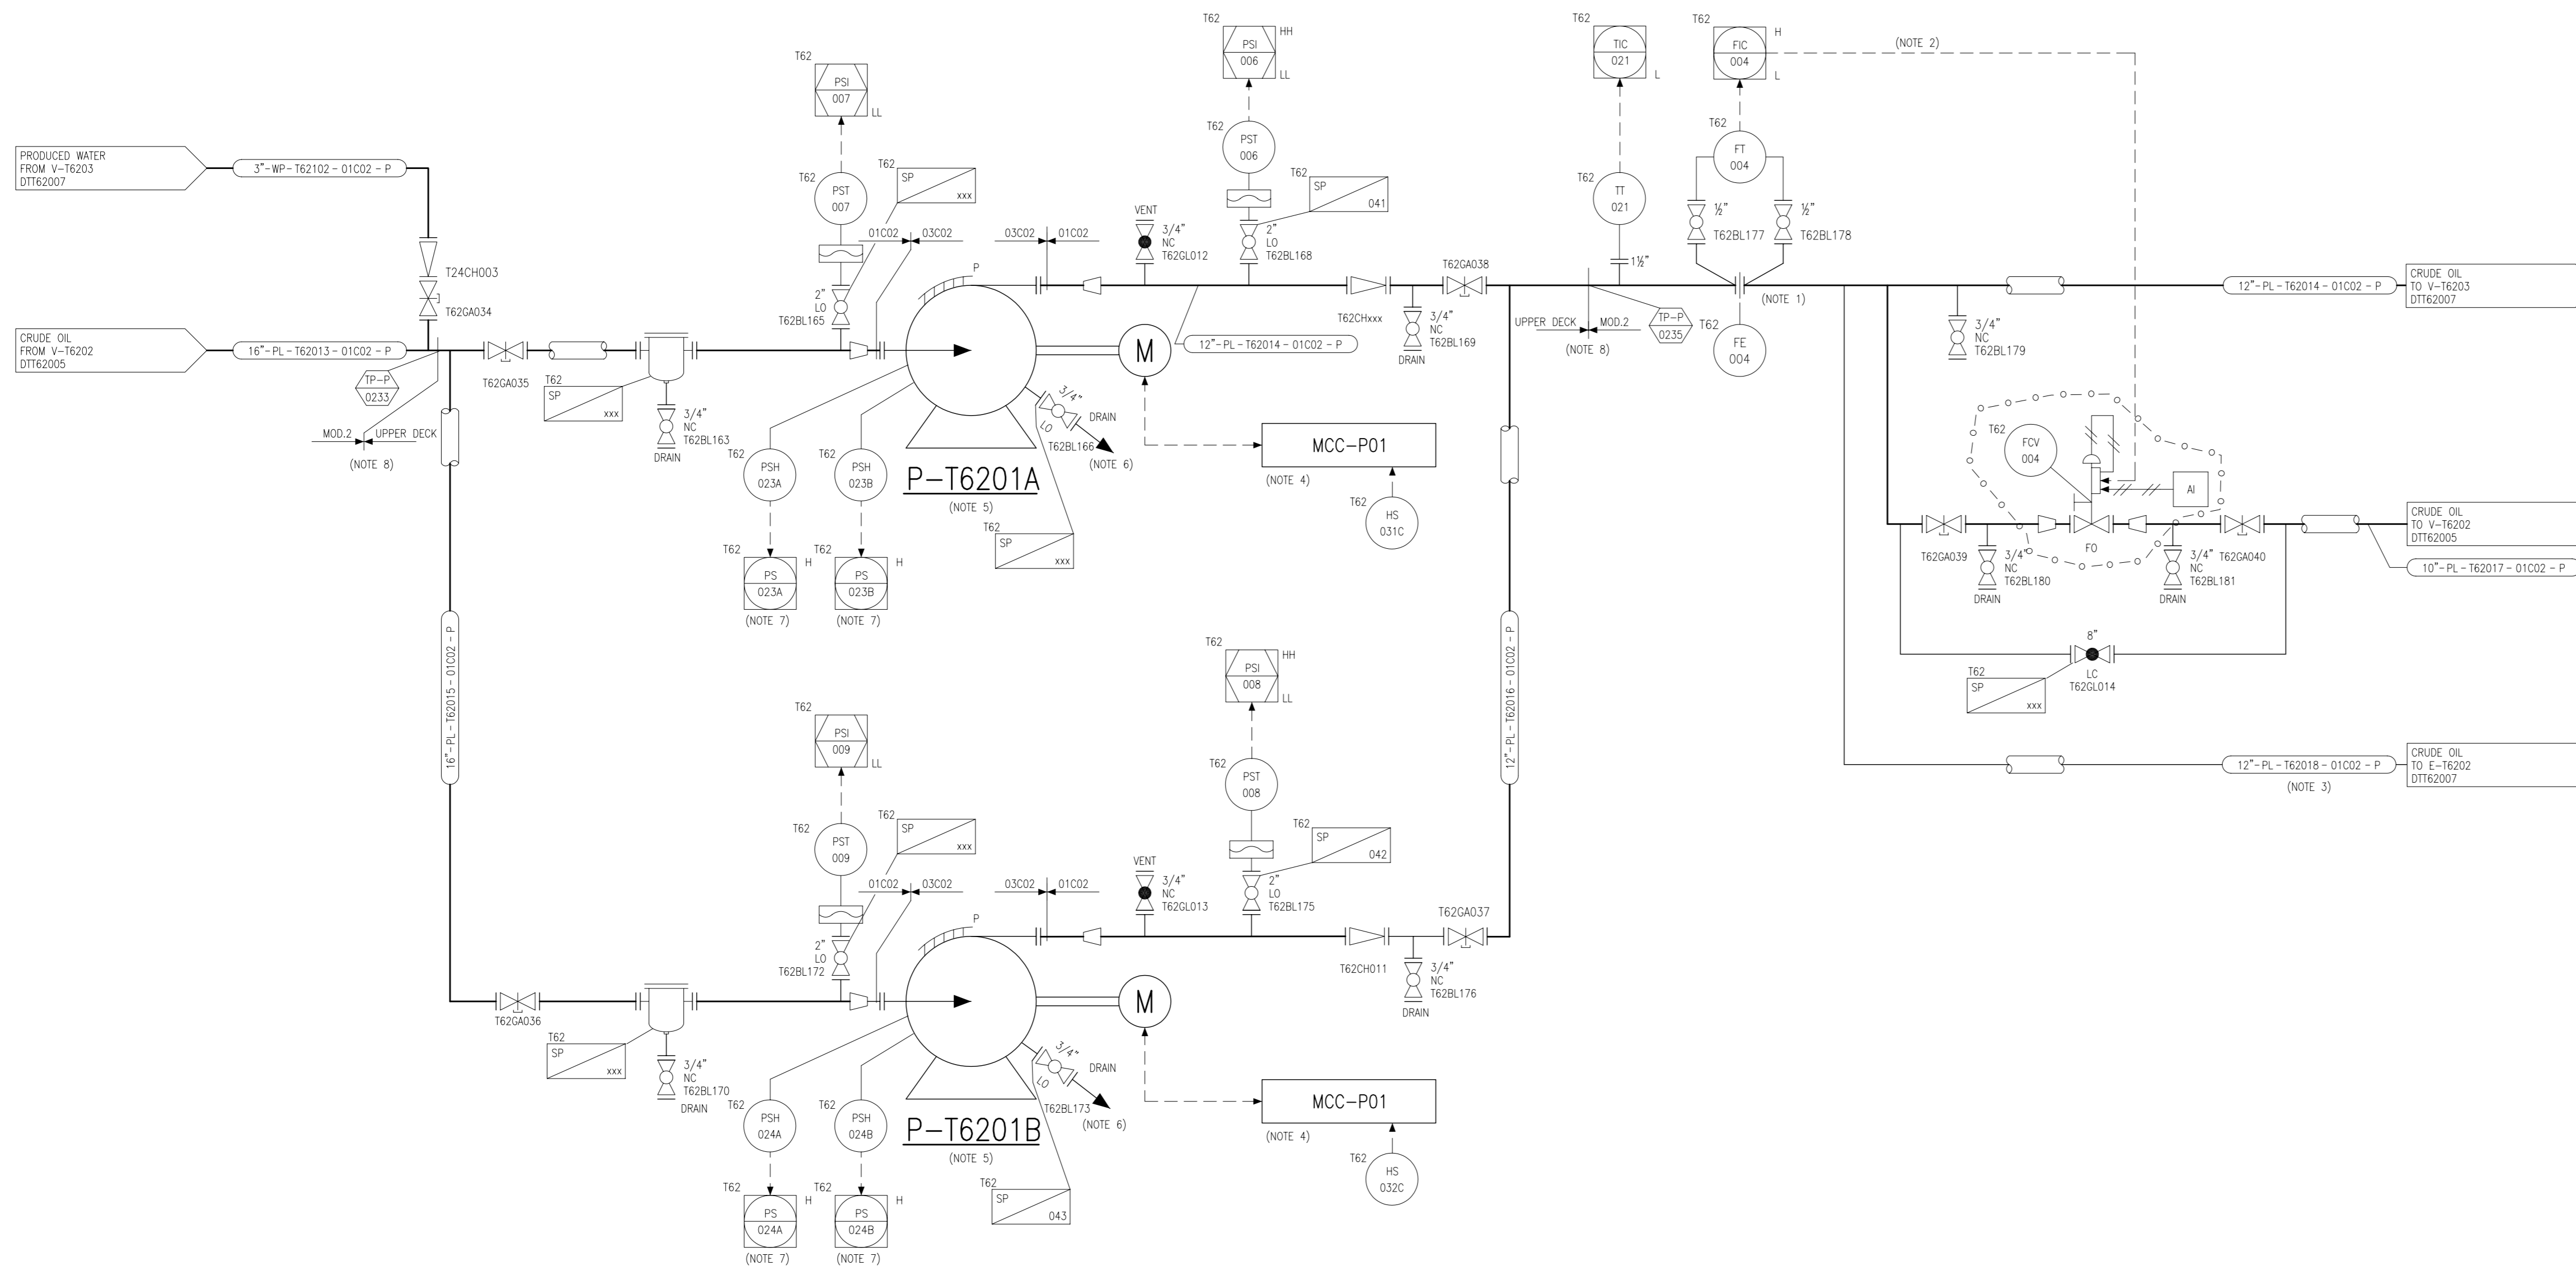 PRODUCED WATER
FROM V-T6203
DTT62007
3"-WP-T62102-01C02-P
T24CH003
T62GA034
CRUDE OIL
FROM V-T6202
DTT62005
16"-PL-T62013-01C02-P
TP-P
0233
MOD.2
UPPER DECK
(NOTE 8)
T62GA035
T62
SP
xxx
3/4"
NC
T62BL163
DRAIN
16"-PL-T62015-01C02-P
T62
PSI
007
LL
T62
PST
007
T62
SP
xxx
01C02
03C02
2"
LO
T62BL165
P
03C02
01C02
VENT
3/4"
NC
T62GL012
T62
PSI
006
HH
LL
T62
PST
006
T62
SP
041
2"
LO
T62BL168
12"-PL-T62014-01C02-P
M
3/4"
LO
DRAIN
T62BL166
(NOTE 6)
P-T6201A
(NOTE 5)
T62
SP
xxx
T62
PSH
023A
T62
PSH
023B
T62
PS
023A
H
(NOTE 7)
T62
PS
023B
H
(NOTE 7)
MCC-P01
(NOTE 4)
T62
HS
031C
T62CHxxx
3/4"
NC
T62BL169
DRAIN
T62GA038
T62
TIC
021
L
T62
TT
021
1½"
UPPER DECK
MOD.2
(NOTE 8)
TP-P
0235
T62
FIC
004
H
L
(NOTE 2)
T62
FT
004
½"
T62BL177
½"
T62BL178
(NOTE 1)
T62
FE
004
3/4"
NC
T62BL179
12"-PL-T62014-01C02-P
CRUDE OIL
TO V-T6203
DTT62007
T62
FCV
004
AI
FO
T62GA039
3/4"
NC
T62BL180
DRAIN
3/4"
NC
T62BL181
DRAIN
T62GA040
CRUDE OIL
TO V-T6202
DTT62005
10"-PL-T62017-01C02-P
8"
LC
T62GL014
T62
SP
xxx
12"-PL-T62018-01C02-P
(NOTE 3)
CRUDE OIL
TO E-T6202
DTT62007
12"-PL-T62016-01C02-P
T62GA036
T62
SP
xxx
3/4"
NC
T62BL170
DRAIN
T62
PSI
009
LL
T62
PST
009
T62
SP
xxx
01C02
03C02
2"
LO
T62BL172
P
03C02
01C02
VENT
3/4"
NC
T62GL013
T62
PSI
008
HH
LL
T62
PST
008
T62
SP
042
2"
LO
T62BL175
T62CH011
3/4"
NC
T62BL176
DRAIN
T62GA037
M
3/4"
LO
DRAIN
T62BL173
(NOTE 6)
P-T6201B
(NOTE 5)
T62
SP
043
T62
PSH
024A
T62
PSH
024B
T62
PS
024A
H
(NOTE 7)
T62
PS
024B
H
(NOTE 7)
MCC-P01
(NOTE 4)
T62
HS
032C